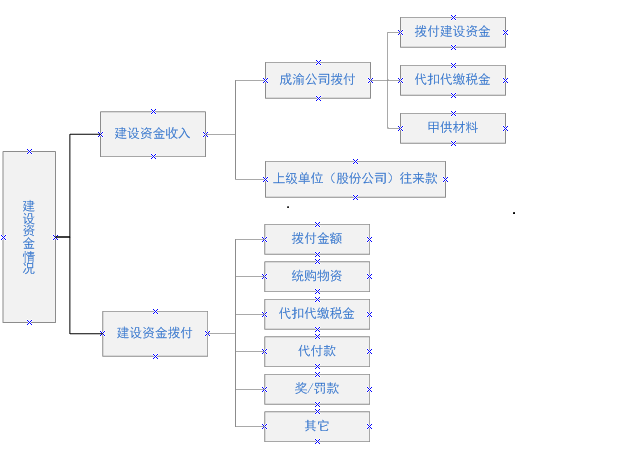 建设资金情况
建设资金收入
成渝公司拨付
拨付建设资金
代扣代缴税金
甲供材料
上级单位（股份公司）往来款
建设资金拨付
拨付金额
统购物资
代扣代缴税金
代付款
奖/罚款
其它